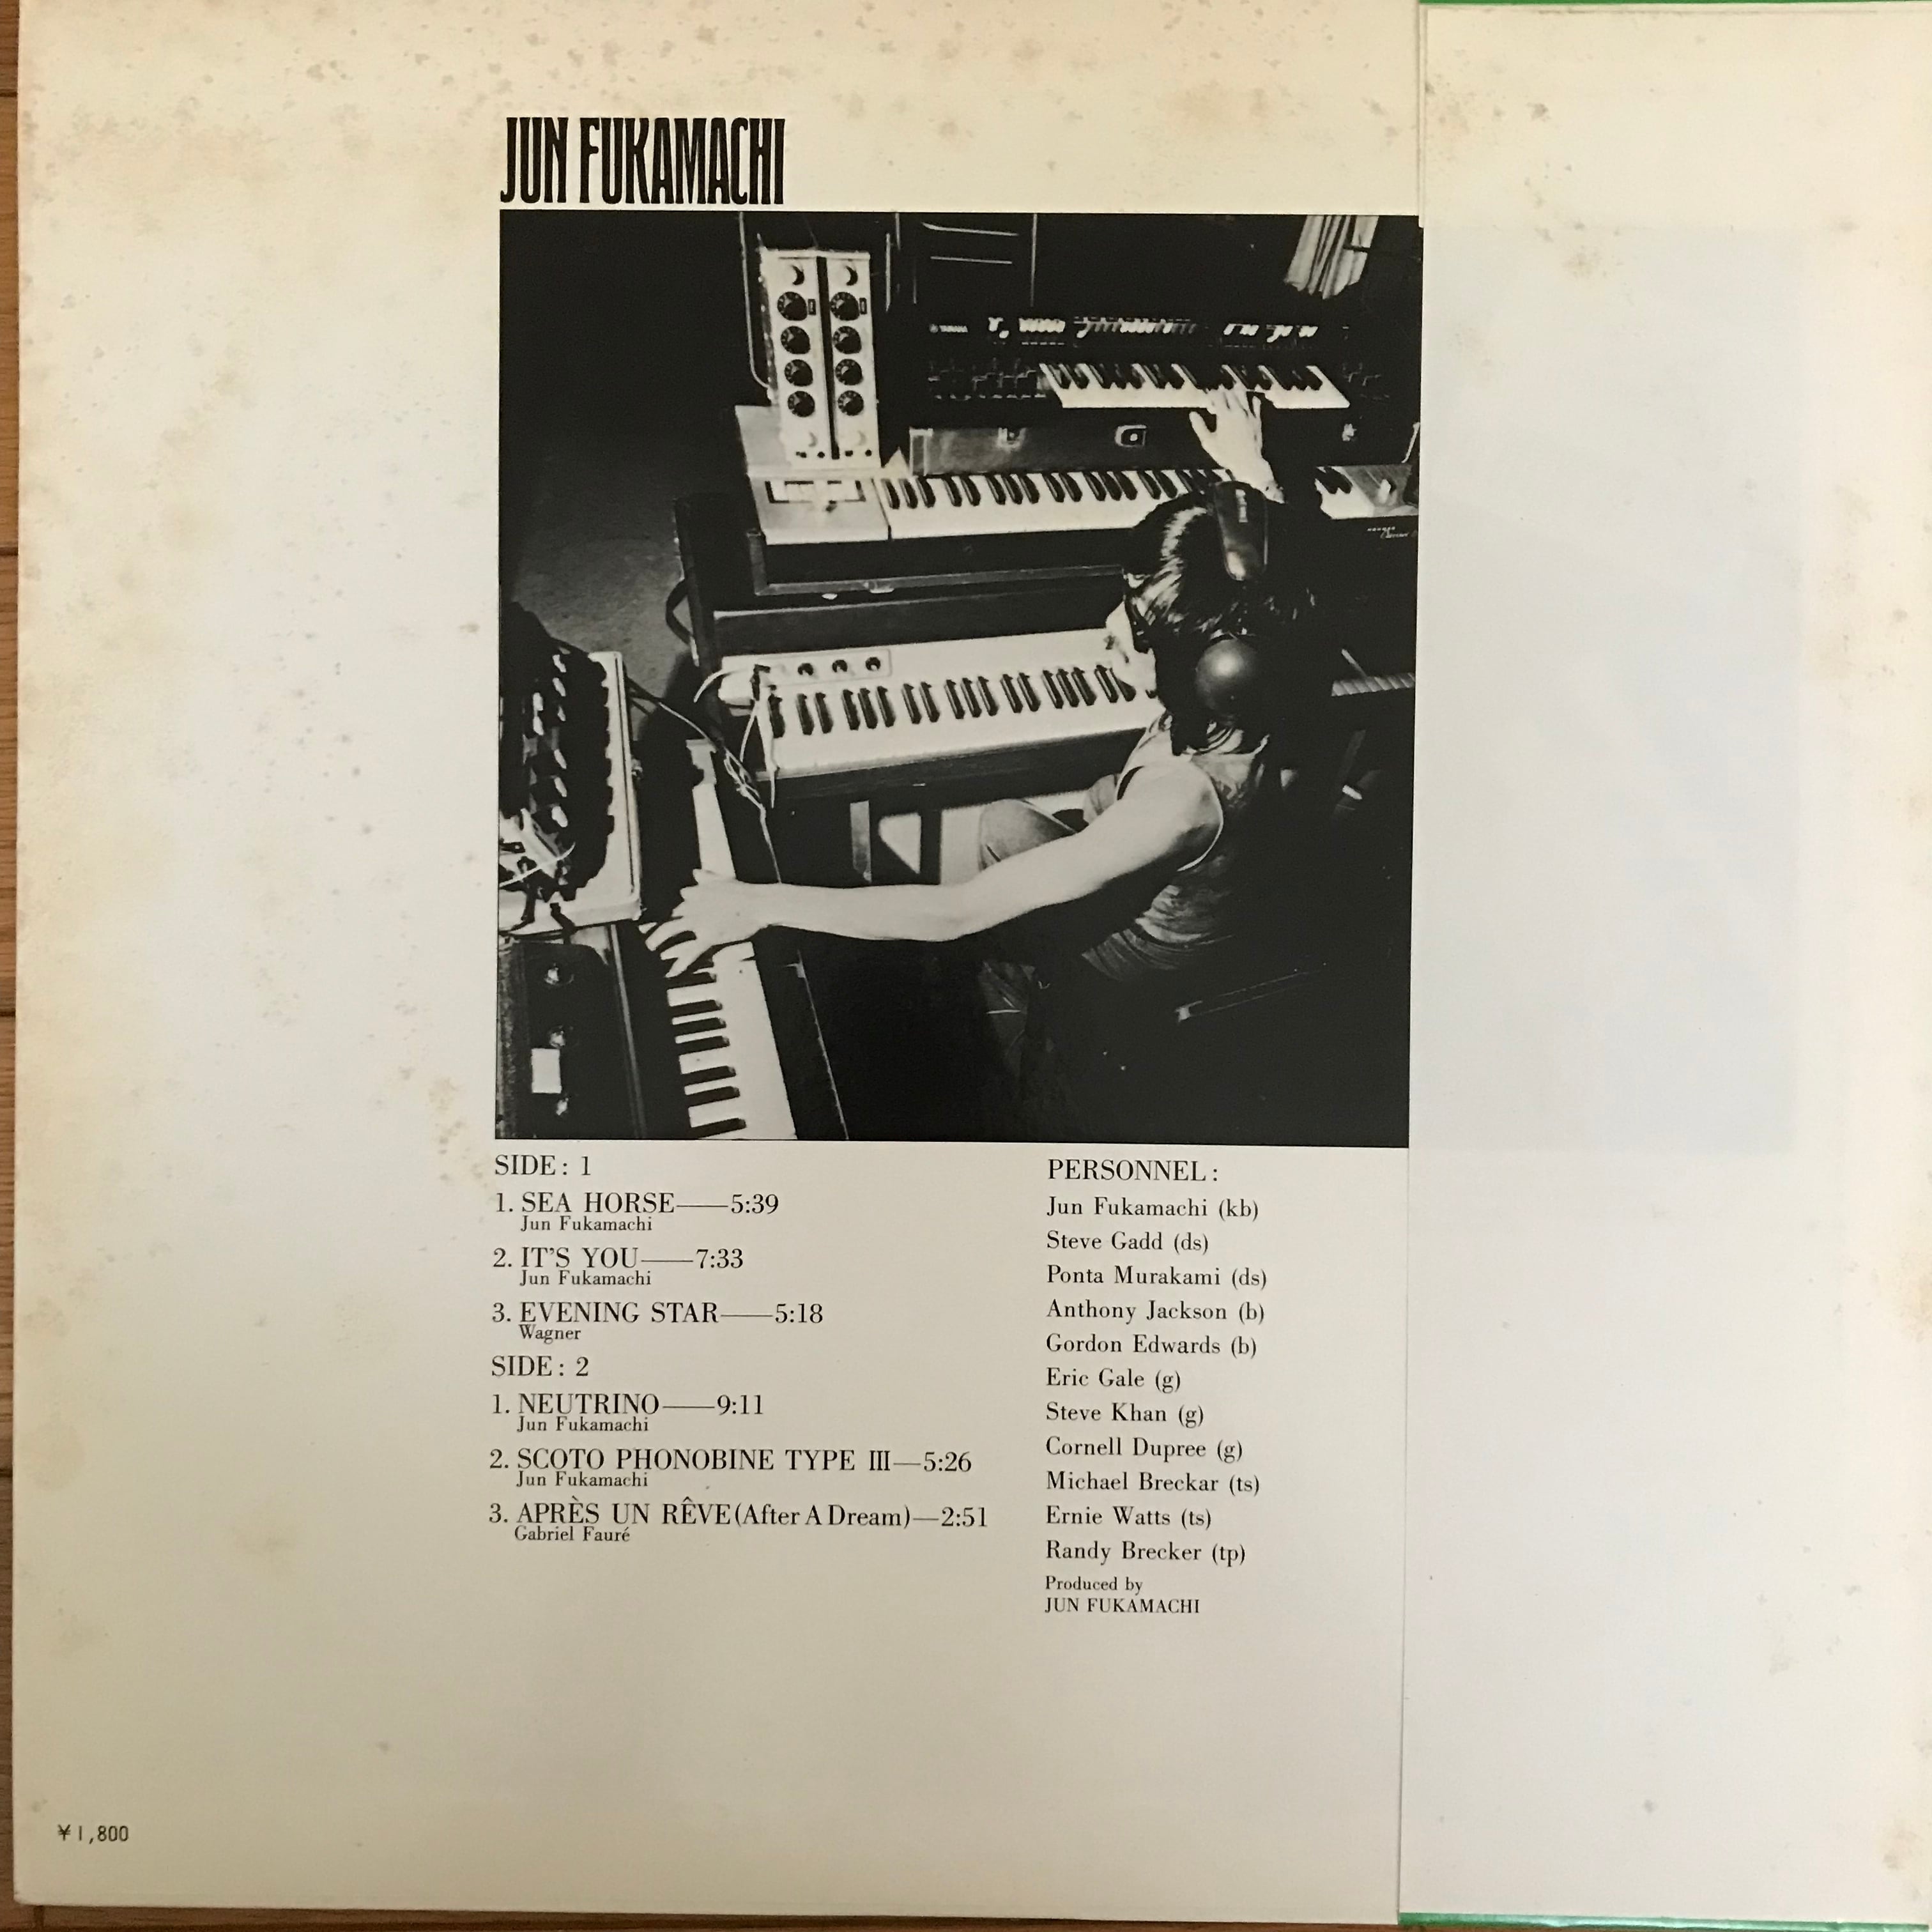 JUN FUKAMACHI
YAMAHA
SIDE: 1
1. SEA HORSE——5:39
Jun Fukamachi
2. IT'S YOU——7:33
Jun Fukamachi
3. EVENING STAR——5:18
Wagner
SIDE: 2
1. NEUTRINO——9:11
Jun Fukamachi
2. SCOTO PHONOBINE TYPE III—5:26
Jun Fukamachi
3. APRÈS UN RÊVE (After A Dream)—2:51
Gabriel Fauré
PERSONNEL:
Jun Fukamachi (kb)
Steve Gadd (ds)
Ponta Murakami (ds)
Anthony Jackson (b)
Gordon Edwards (b)
Eric Gale (g)
Steve Khan (g)
Cornell Dupree (g)
Michael Breckar (ts)
Ernie Watts (ts)
Randy Brecker (tp)
Produced by
JUN FUKAMACHI
¥1,800